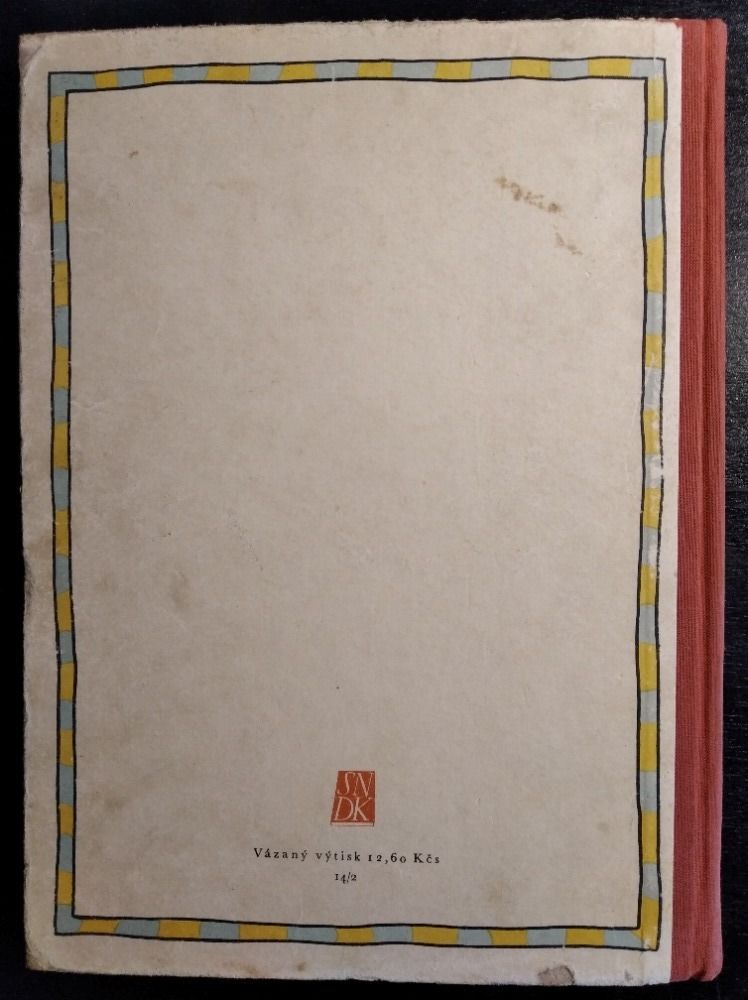 SN
DK
Vázaný výtisk 12,60 Kčs
14/2